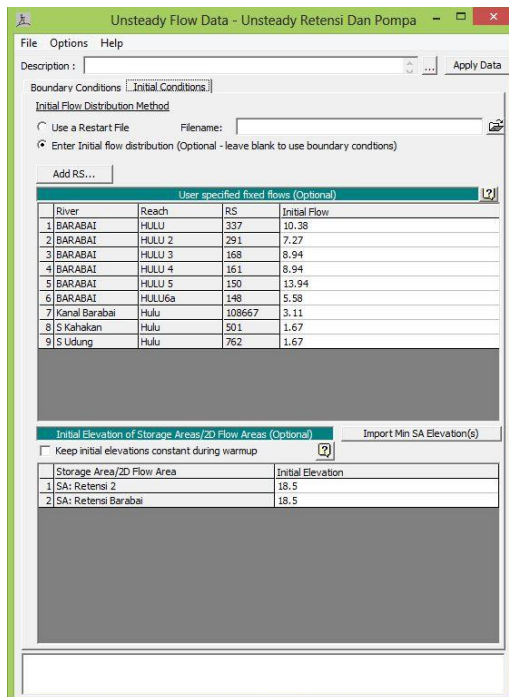 Unsteady Flow Data - Unsteady Retensi Dan Pompa
File Options Help
Description : ... Apply Data
Boundary Conditions Initial Conditions
Initial Flow Distribution Method
Use a Restart File Filename:
Enter Initial flow distribution (Optional - leave blank to use boundary condtions)
Add RS...
User specified fixed flows (Optional)
River Reach RS Initial Flow
1 BARABAI HULU 337 10.38
2 BARABAI HULU 2 291 7.27
3 BARABAI HULU 3 168 8.94
4 BARABAI HULU 4 161 8.94
5 BARABAI HULU 5 150 13.94
6 BARABAI HULU6a 148 5.58
7 Kanal Barabai Hulu 108667 3.11
8 S Kahakan Hulu 501 1.67
9 S Udung Hulu 762 1.67
Initial Elevation of Storage Areas/2D Flow Areas (Optional) Import Min SA Elevation(s)
Keep initial elevations constant during warmup
Storage Area/2D Flow Area Initial Elevation
1 SA: Retensi 2 18.5
2 SA: Retensi Barabai 18.5